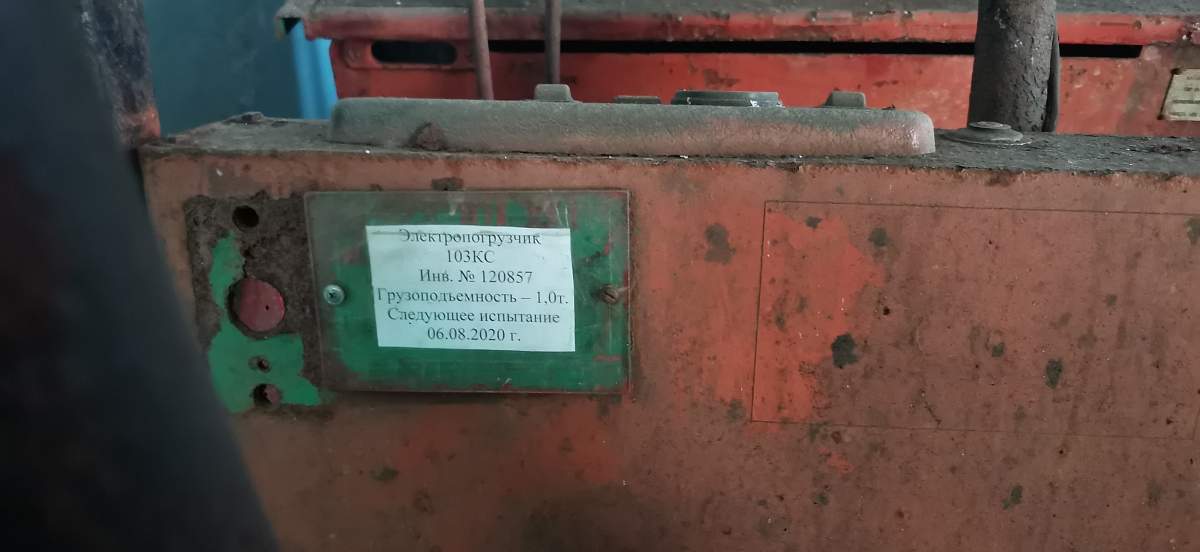 Электропогрузчик
103КС
Инв. № 120857
Грузоподъемность – 1,0т.
Следующее испытание
06.08.2020 г.